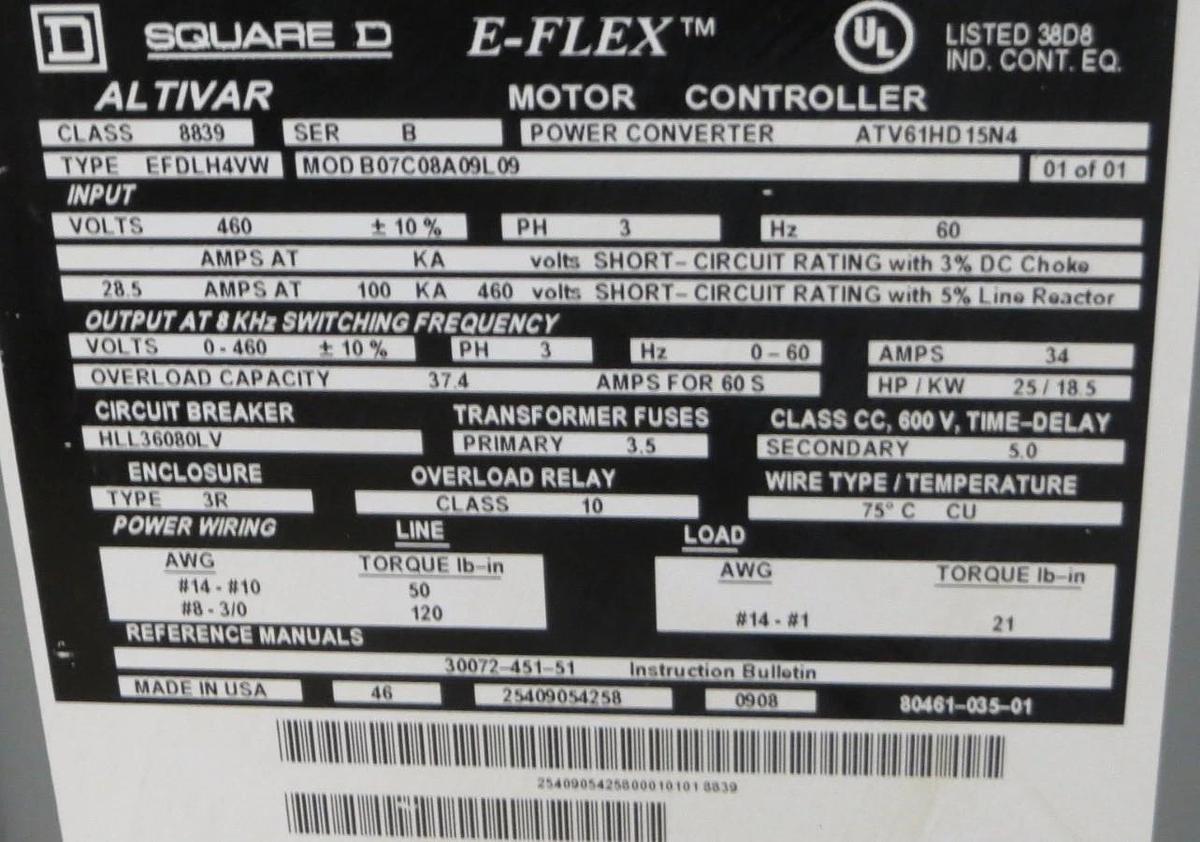 D SQUARE D E-FLEX™ UL LISTED 38D8
IND. CONT. EQ.
ALTIVAR MOTOR CONTROLLER
CLASS 8839 SER B POWER CONVERTER ATV61HD15N4
TYPE EFDLH4VW MOD B07C08A09L09 01 of 01
INPUT
VOLTS 460 ± 10 % PH 3 Hz 60
AMPS AT KA volts SHORT-CIRCUIT RATING with 3% DC Choke
28.5 AMPS AT 100 KA 460 volts SHORT-CIRCUIT RATING with 5% Line Reactor
OUTPUT AT 8 KHz SWITCHING FREQUENCY
VOLTS 0-460 ± 10 % PH 3 Hz 0-60 AMPS 34
OVERLOAD CAPACITY 37.4 AMPS FOR 60 S HP / KW 25 / 18.5
CIRCUIT BREAKER TRANSFORMER FUSES CLASS CC, 600 V, TIME-DELAY
HLL36080LV PRIMARY 3.5 SECONDARY 5.0
ENCLOSURE OVERLOAD RELAY WIRE TYPE / TEMPERATURE
TYPE 3R CLASS 10 75° C CU
POWER WIRING LINE LOAD
AWG TORQUE lb-in AWG TORQUE lb-in
#14 - #10 50
#8 - 3/0 120 #14 - #1 21
REFERENCE MANUALS
30072-451-51 Instruction Bulletin
MADE IN USA 46 25409054258 0908 80461-035-01
25409054258000101018839